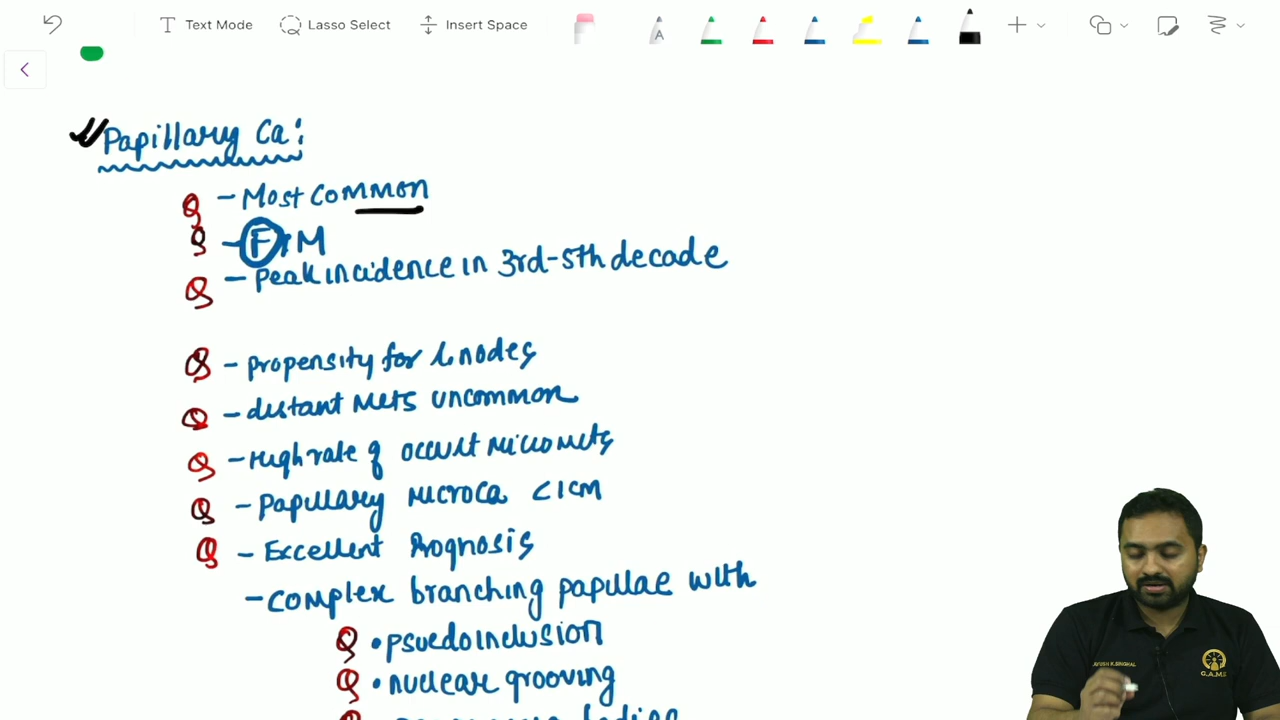 Text Mode
Lasso Select
Insert Space
A
Papillary Ca:
Q - Most Common
Q - F:M
Q - Peak incidence in 3rd-5th decade
Q - Propensity for L.nodes
Q - distant Mets uncommon
Q - High rate of occult micromets
Q - Papillary MicroCa <1cm
Q - Excellent Prognosis
- Complex branching papillae with
Q • psuedoinclusion
Q • nuclear grooving
G.A.M.S